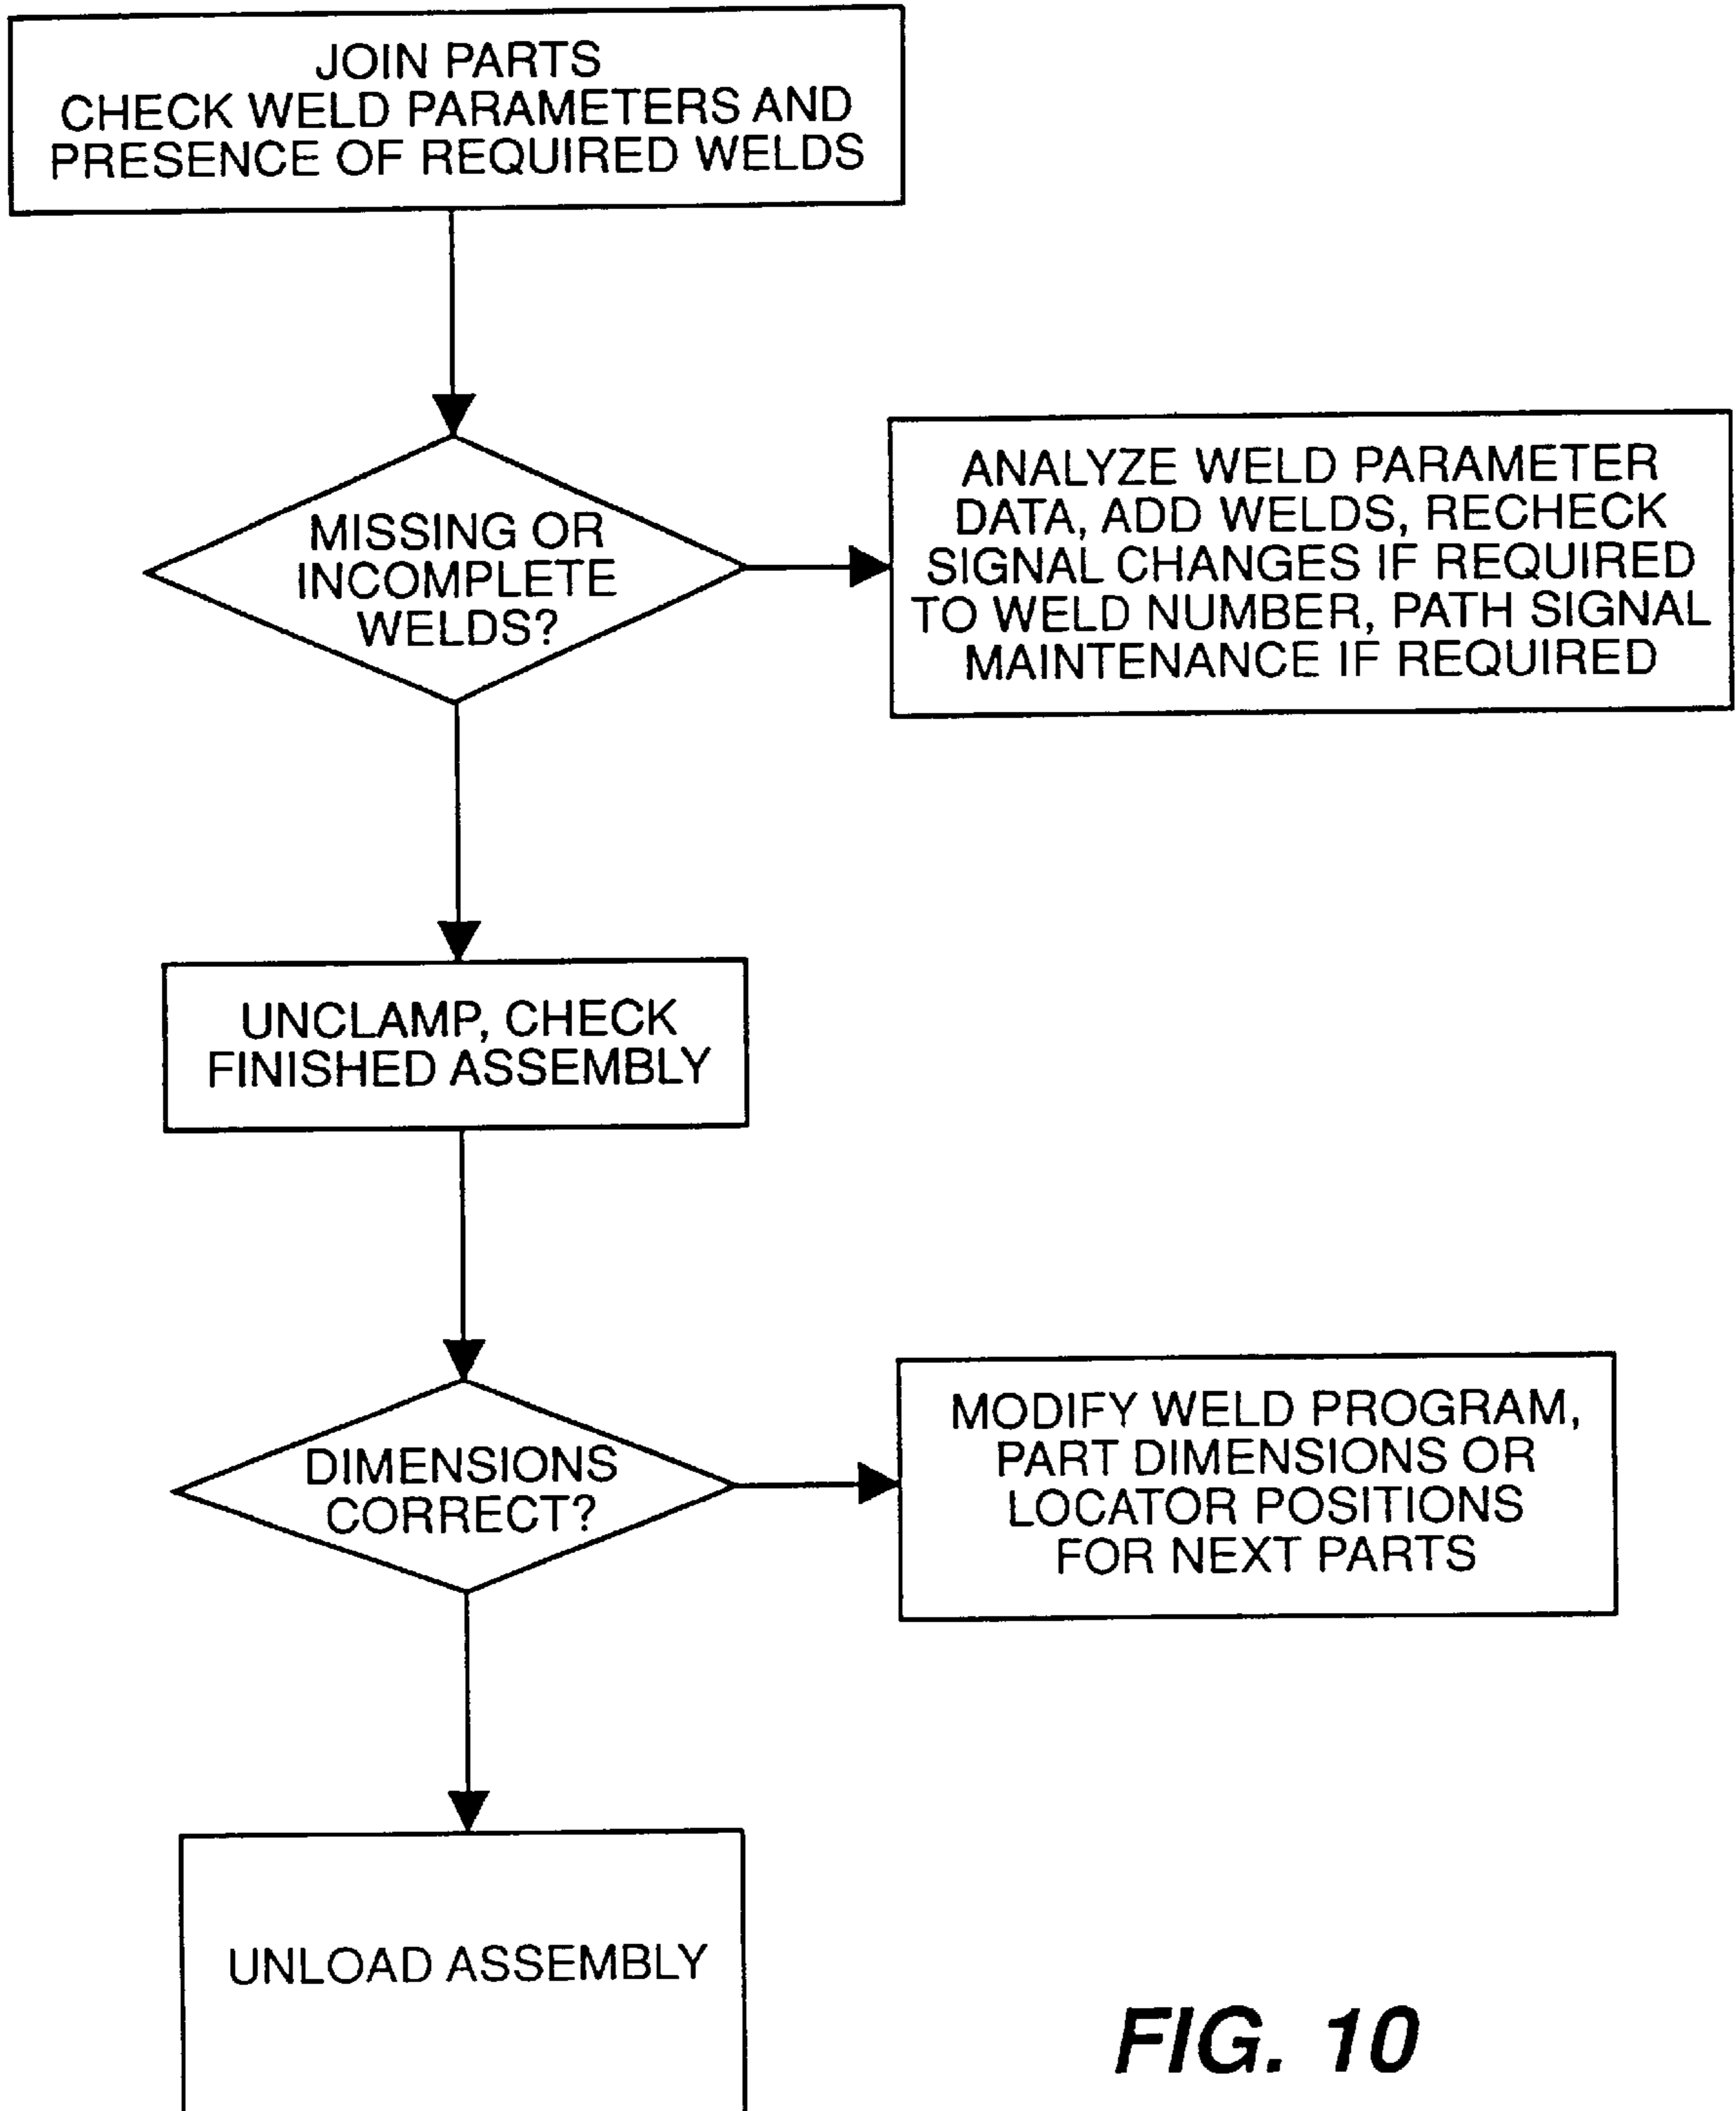 JOIN PARTS
CHECK WELD PARAMETERS AND
PRESENCE OF REQUIRED WELDS
MISSING OR
INCOMPLETE
WELDS?
ANALYZE WELD PARAMETER
DATA, ADD WELDS, RECHECK
SIGNAL CHANGES IF REQUIRED
TO WELD NUMBER, PATH SIGNAL
MAINTENANCE IF REQUIRED
UNCLAMP, CHECK
FINISHED ASSEMBLY
DIMENSIONS
CORRECT?
MODIFY WELD PROGRAM,
PART DIMENSIONS OR
LOCATOR POSITIONS
FOR NEXT PARTS
UNLOAD ASSEMBLY
FIG. 10